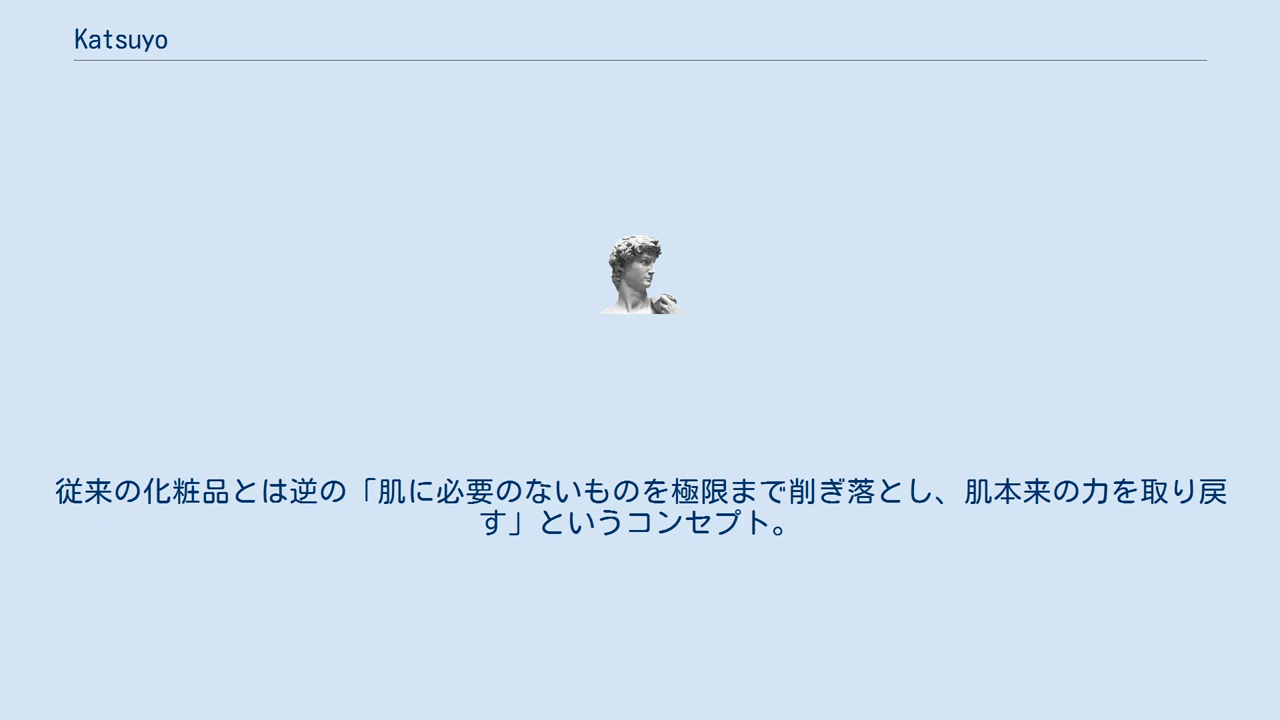 Katsuyo
従来の化粧品とは逆の「肌に必要のないものを極限まで削ぎ落とし、肌本来の力を取り戻
す」というコンセプト。